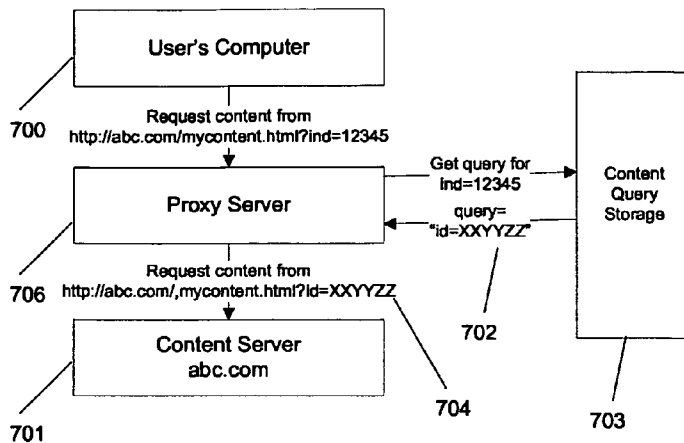 User's Computer
700
Request content from
http://abc.com/mycontent.html?ind=12345
Get query for
ind=12345
Content
Query
Storage
Proxy Server
query=
"id=XXYYZZ"
706
Request content from
http://abc.com/,mycontent.html?id=XXYYZZ
702
Content Server
abc.com
704
703
701